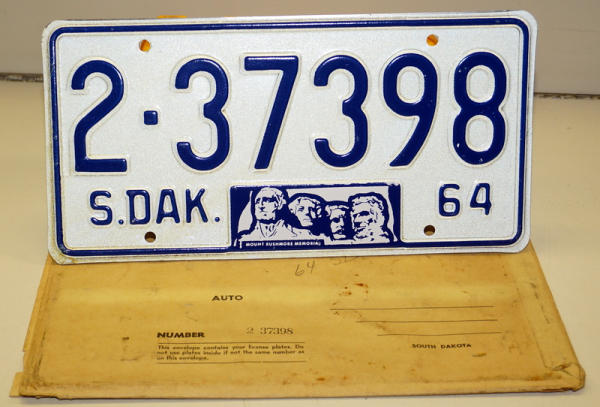 2·37398
S.DAK. 64
MOUNT RUSHMORE MEMORIAL
64
AUTO
NUMBER 2 37398
This envelope contains your license plates. Do
not use plates inside if not the same number as
on this envelope.
SOUTH DAKOTA